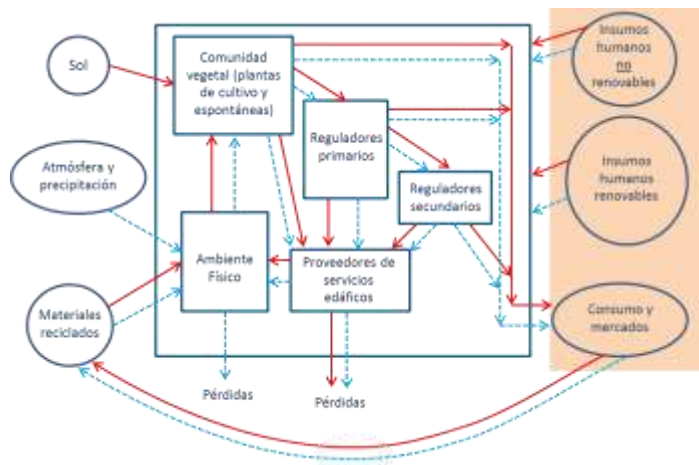 Sol
Comunidad
vegetal (plantas
de cultivo y
espontáneas)
Insumos
humanos
no
renovables
Reguladores
primarios
Atmósfera y
precipitación
Insumos
humanos
renovables
Reguladores
secundarios
Ambiente
Físico
Proveedores de
servicios
edáficos
Materiales
reciclados
Consumo y
mercados
Pérdidas
Pérdidas